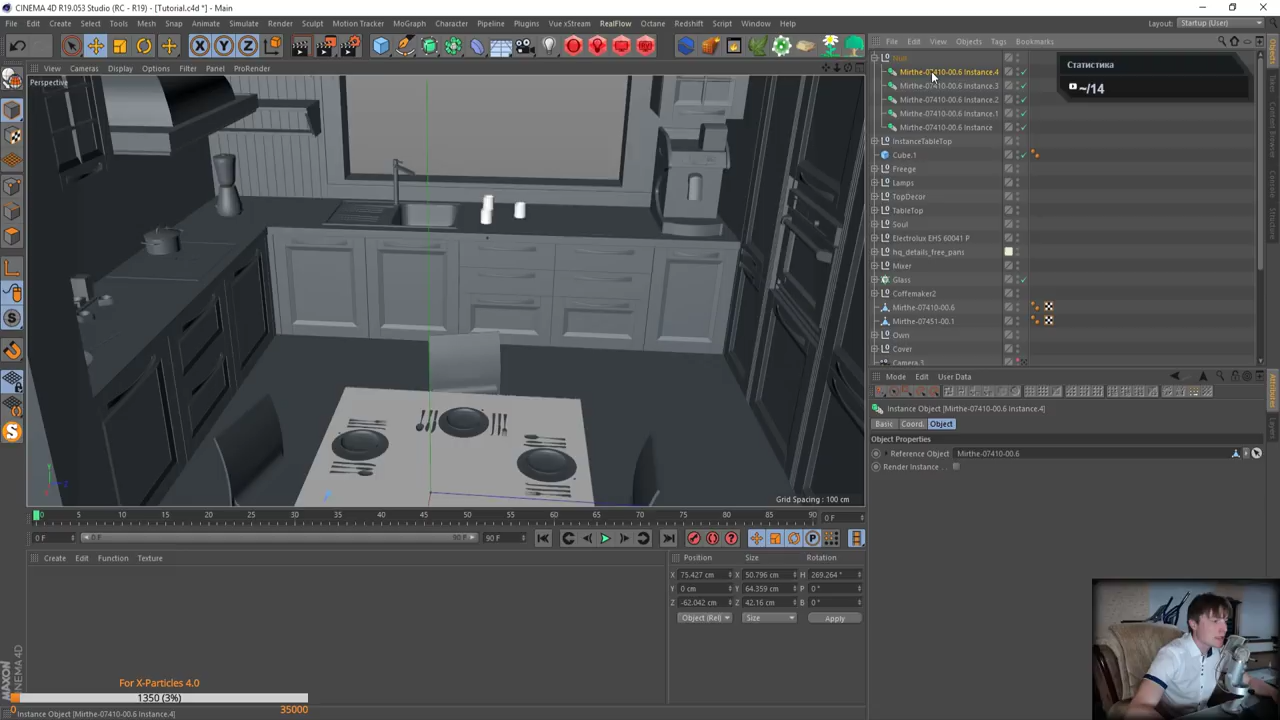 CINEMA 4D R19.053 Studio (RC - R19) - [Tutorial.c4d *] - Main
File Edit Create Select Tools Mesh Snap Animate Simulate Render Sculpt Motion Tracker MoGraph Character Pipeline Plugins Vue xStream RealFlow Octane Redshift Script Window Help
Layout: Startup (User)
View Cameras Display Options Filter Panel ProRender
File Edit View Objects Tags Bookmarks
Perspective
Null
Mirthe-07410-00.6 Instance.4
Mirthe-07410-00.6 Instance.3
Mirthe-07410-00.6 Instance.2
Mirthe-07410-00.6 Instance.1
Mirthe-07410-00.6 Instance
InstanceTableTop
Cube.1
Freege
Lamps
TopDecor
TableTop
Soul
Electrolux EHS 60041 P
hq_details_free_pans
Mixer
Glass
Coffemaker2
Mirthe-07410-00.6
Mirthe-07451-00.1
Own
Cover
Camera.3
Статистика
~/14
Mode Edit User Data
Instance Object [Mirthe-07410-00.6 Instance.4]
Basic Coord. Object
Object Properties
Reference Object Mirthe-07410-00.6
Render Instance . .
Grid Spacing : 100 cm
0 5 10 15 20 25 30 35 40 45 50 55 60 65 70 75 80 85 90 0 F
0 F 0 F 90 F 90 F
Create Edit Function Texture
Position Size Rotation
X 75.427 cm X 50.796 cm H 269.264 °
Y 0 cm Y 64.359 cm P 0 °
Z -62.042 cm Z 42.16 cm B 0 °
Object (Rel) Size Apply
MAXON CINEMA 4D
For X-Particles 4.0
1350 (3%)
0 35000
Instance Object [Mirthe-07410-00.6 Instance.4]